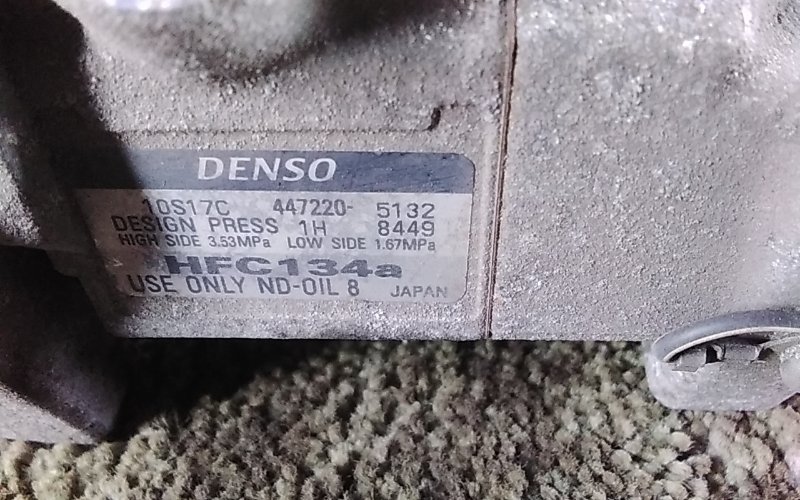 DENSO
10S17C 447220- 5132
DESIGN PRESS 1H 8449
HIGH SIDE 3.53MPa LOW SIDE 1.67MPa
HFC134a
USE ONLY ND-OIL 8 JAPAN